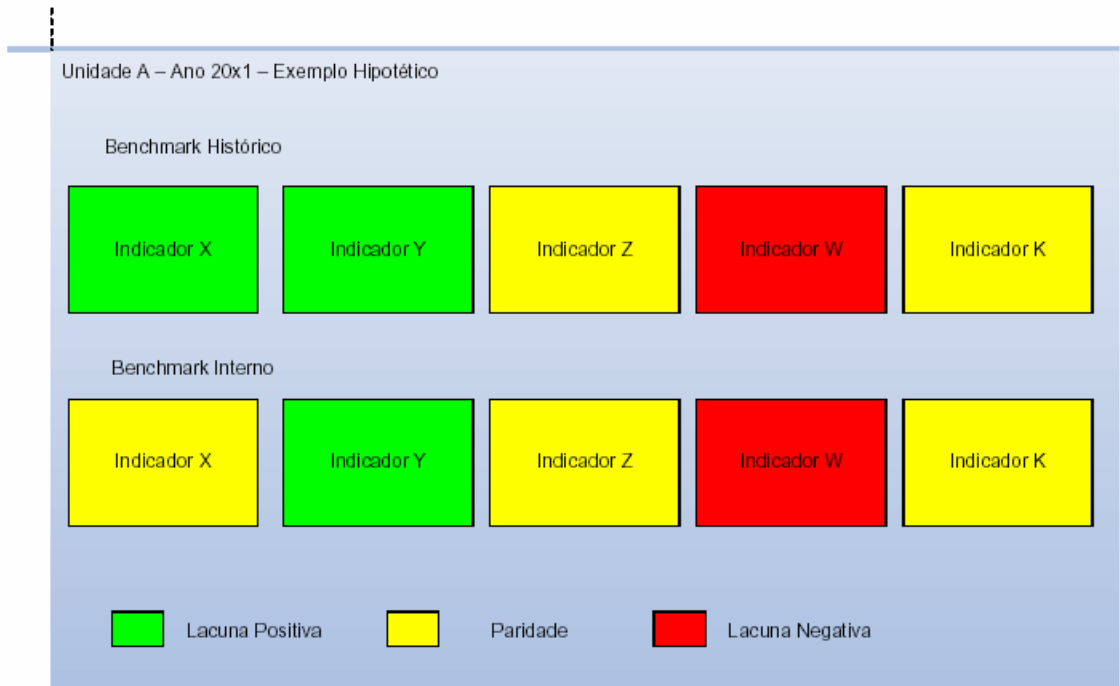 Unidade A – Ano 20x1 – Exemplo Hipotético
Benchmark Histórico
Indicador X Indicador Y Indicador Z Indicador W Indicador K
Benchmark Interno
Indicador X Indicador Y Indicador Z Indicador W Indicador K
Lacuna Positiva Paridade Lacuna Negativa